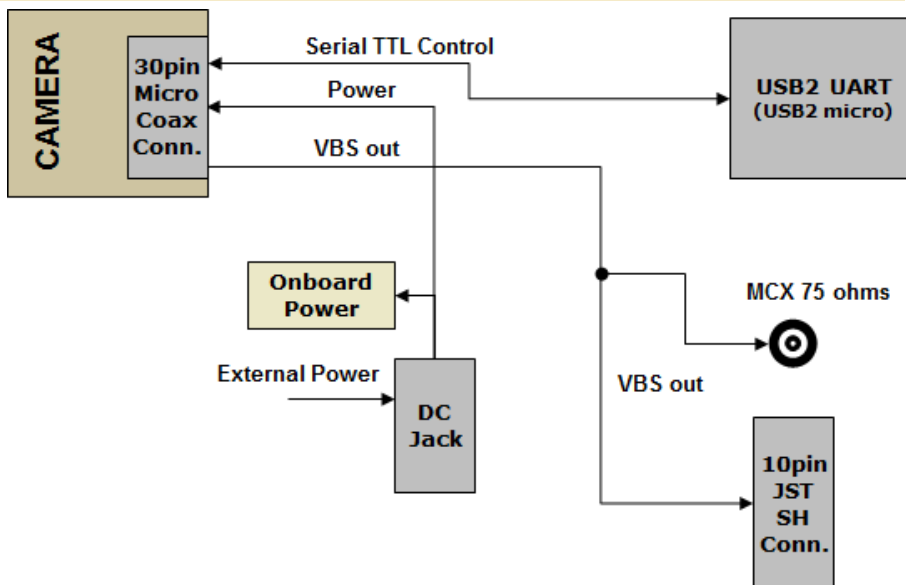 CAMERA
30pin
Micro
Coax
Conn.
Serial TTL Control
Power
VBS out
USB2 UART
(USB2 micro)
Onboard
Power
MCX 75 ohms
External Power
DC
Jack
VBS out
10pin
JST
SH
Conn.